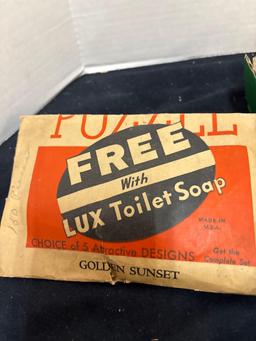 PUZZLE
FREE
With
LUX Toilet Soap
MADE IN
U.S.A.
CHOICE of 5 Attractive DESIGNS
Get the
Complete Set
GOLDEN SUNSET